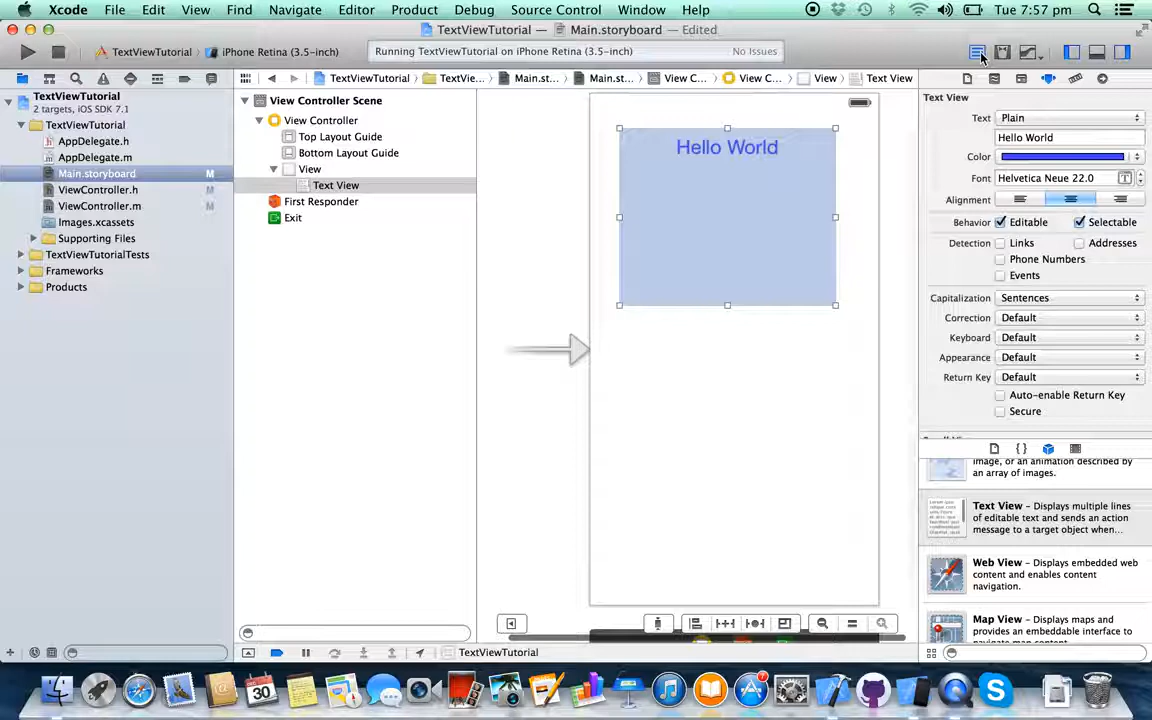 Xcode File Edit View Find Navigate Editor Product Debug Source Control Window Help Tue 7:57 pm
TextViewTutorial — Main.storyboard — Edited
TextViewTutorial iPhone Retina (3.5-inch) Running TextViewTutorial on iPhone Retina (3.5-inch) No Issues
TextViewTutorial TextVie... Main.st... Main.st... View C... View C... View Text View
TextViewTutorial
2 targets, iOS SDK 7.1
TextViewTutorial
AppDelegate.h
AppDelegate.m
Main.storyboard M
ViewController.h M
ViewController.m M
Images.xcassets
Supporting Files
TextViewTutorialTests
Frameworks
Products
View Controller Scene
View Controller
Top Layout Guide
Bottom Layout Guide
View
Text View
First Responder
Exit
Hello World
Text View
Text Plain
Hello World
Color
Font Helvetica Neue 22.0
Alignment
Behavior Editable Selectable
Detection Links Addresses
Phone Numbers
Events
Capitalization Sentences
Correction Default
Keyboard Default
Appearance Default
Return Key Default
Auto-enable Return Key
Secure
image, or an animation described by
an array of images.
Text View – Displays multiple lines
of editable text and sends an action
message to a target object when...
Web View – Displays embedded web
content and enables content
navigation.
Map View – Displays maps and
provides an embeddable interface to
TextViewTutorial